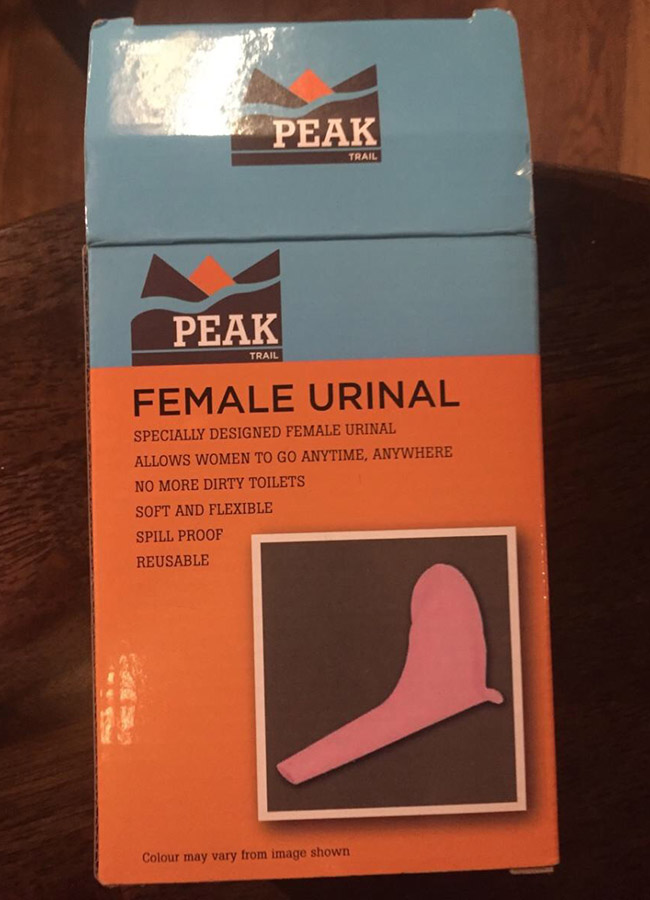 PEAK
TRAIL
PEAK
TRAIL
FEMALE URINAL
SPECIALLY DESIGNED FEMALE URINAL
ALLOWS WOMEN TO GO ANYTIME, ANYWHERE
NO MORE DIRTY TOILETS
SOFT AND FLEXIBLE
SPILL PROOF
REUSABLE
Colour may vary from image shown